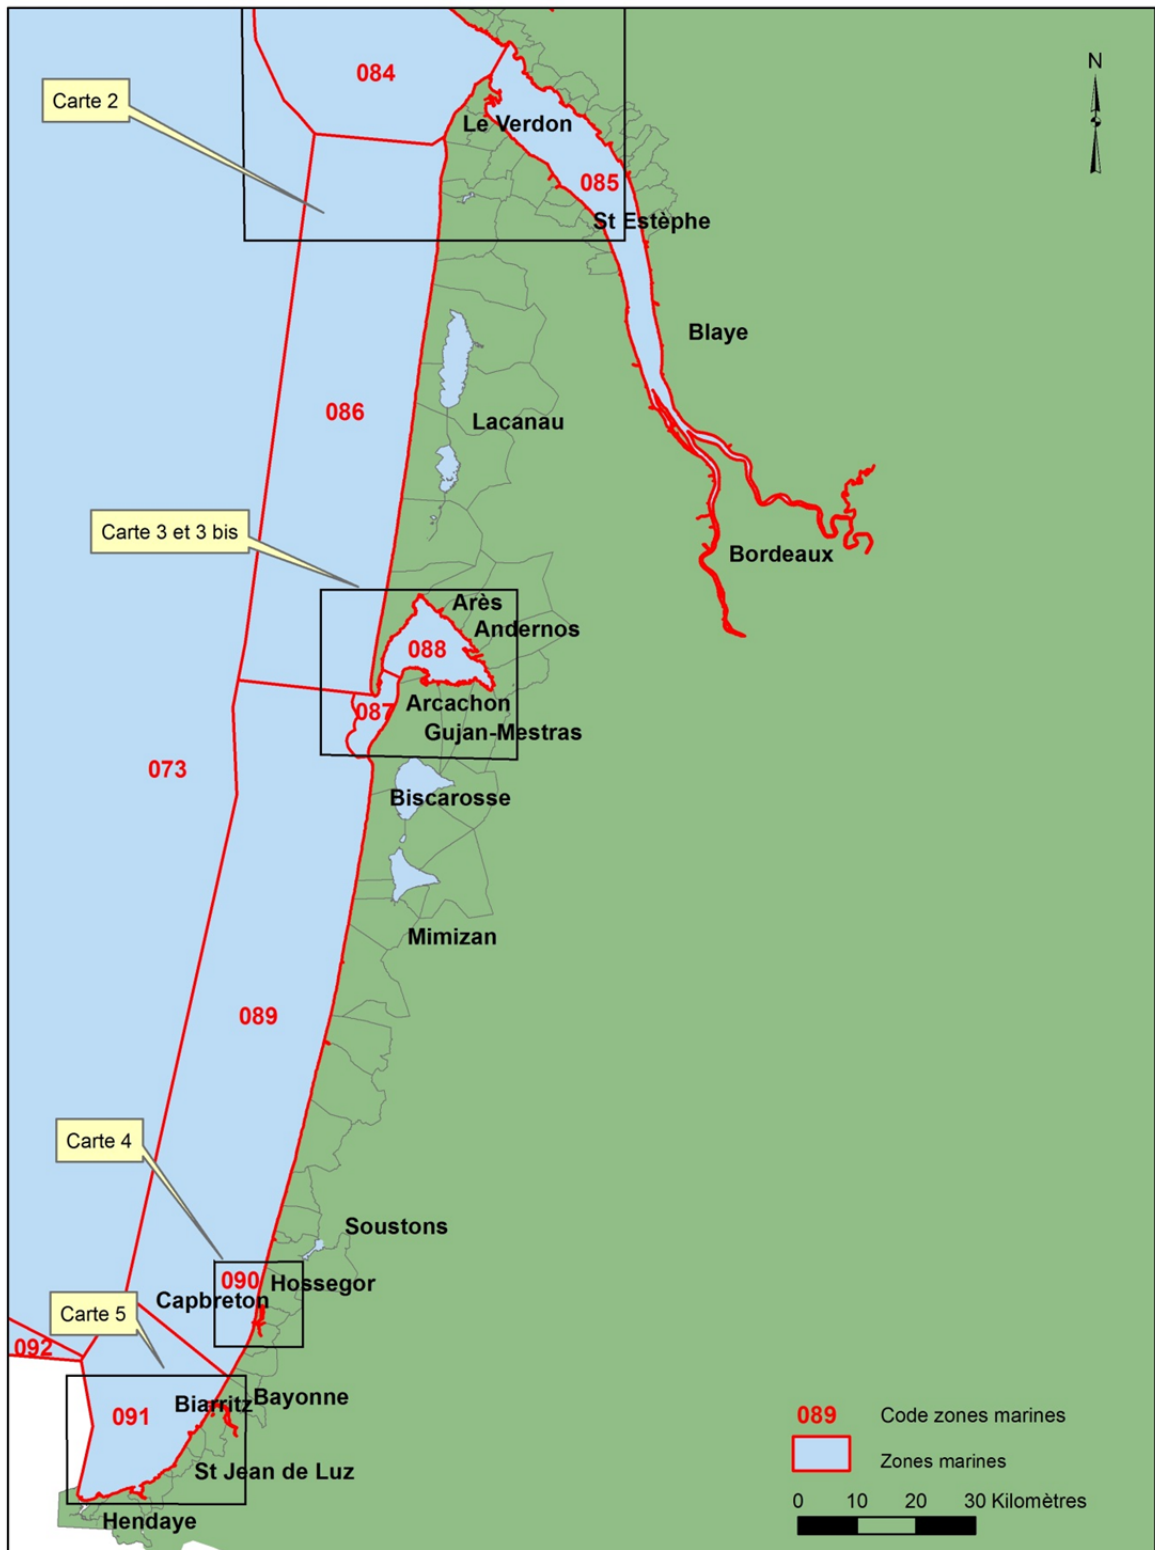 084
N
Carte 2
Le Verdon
085
St Estèphe
Blaye
086
Lacanau
Carte 3 et 3 bis
Bordeaux
Arès
Andernos
088
Arcachon
087
Gujan-Mestras
073
Biscarosse
Mimizan
089
Carte 4
Soustons
090
Hossegor
Capbreton
Carte 5
092
Biarritz
Bayonne
091
St Jean de Luz
Hendaye
089 Code zones marines
Zones marines
0 10 20 30 Kilomètres